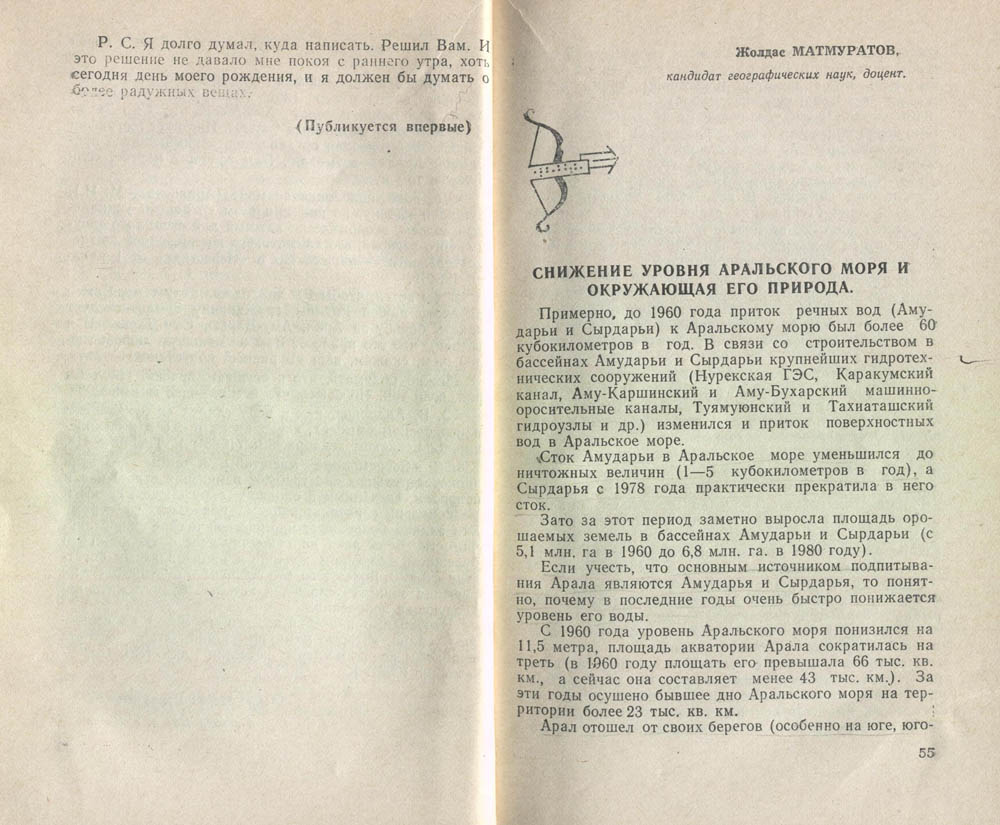 Р. С. Я долго думал, куда написать. Решил Вам. И
это решение не давало мне покоя с раннего утра, хоть
сегодня день моего рождения, и я должен бы думать о
более радужных вещах.
(Публикуется впервые)
Жолдас МАТМУРАТОВ,
кандидат географических наук, доцент.
СНИЖЕНИЕ УРОВНЯ АРАЛЬСКОГО МОРЯ И
ОКРУЖАЮЩАЯ ЕГО ПРИРОДА.
Примерно, до 1960 года приток речных вод (Аму-
дарьи и Сырдарьи) к Аральскому морю был более 60
кубокилометров в год. В связи со строительством в
бассейнах Амударьи и Сырдарьи крупнейших гидротех-
нических сооружений (Нурекская ГЭС, Каракумский
канал, Аму-Каршинский и Аму-Бухарский машинно-
оросительные каналы, Туямуюнский и Тахиаташский
гидроузлы и др.) изменился и приток поверхностных
вод в Аральское море.
Сток Амударьи в Аральское море уменьшился до
ничтожных величин (1—5 кубокилометров в год), а
Сырдарья с 1978 года практически прекратила в него
сток.
Зато за этот период заметно выросла площадь оро-
шаемых земель в бассейнах Амударьи и Сырдарьи (с
5,1 млн. га в 1960 до 6,8 млн. га. в 1980 году).
Если учесть, что основным источником подпитыва-
ния Арала являются Амударья и Сырдарья, то понят-
но, почему в последние годы очень быстро понижается
уровень его воды.
С 1960 года уровень Аральского моря понизился на
11,5 метра, площадь акватории Арала сократилась на
треть (в 1960 году площать его превышала 66 тыс. кв.
км., а сейчас она составляет менее 43 тыс. км.). За
эти годы осушено бывшее дно Аральского моря на тер-
ритории более 23 тыс. кв. км.
Арал отошел от своих берегов (особенно на юге, юго-
55